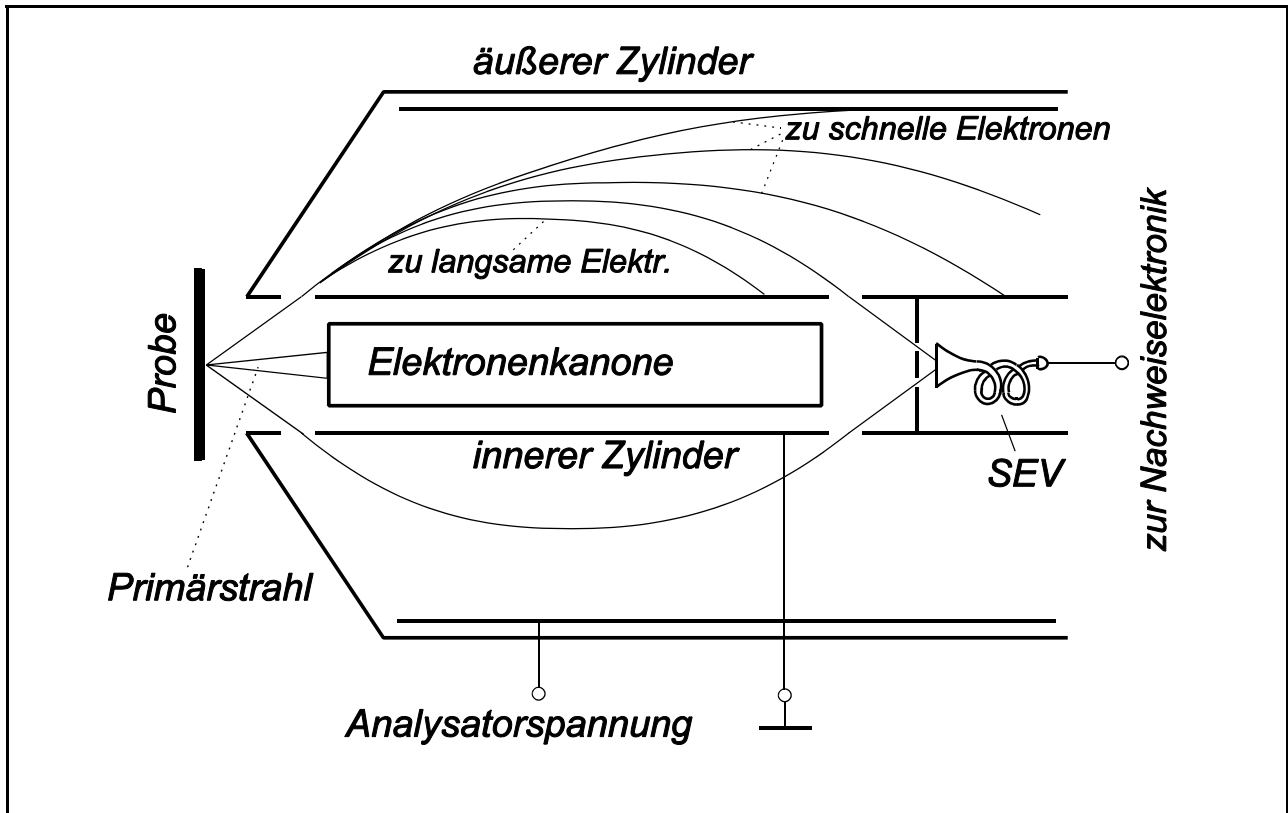 äußerer Zylinder
zu schnelle Elektronen
zu langsame Elektr.
Probe
Elektronenkanone
innerer Zylinder
SEV
zur Nachweiselektronik
Primärstrahl
Analysatorspannung